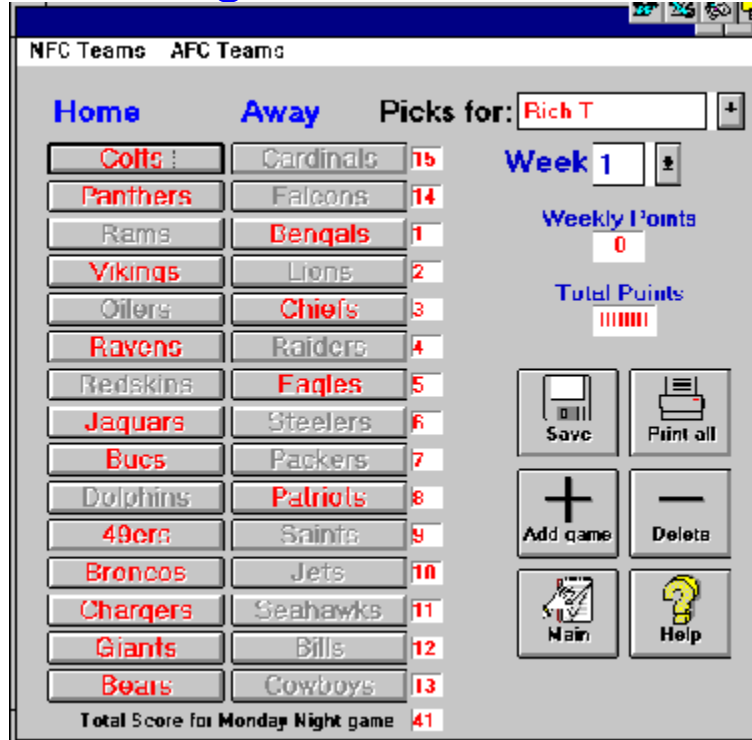 NFC Teams AFC Teams
Home Away Picks for: Rich T
Colts Cardinals 15 Week 1
Panthers Falcons 14
Weekly Points
Rams Bengals 1 0
Vikings Lions 2
Total Points
Oilers Chiefs 3
Ravens Raiders 4
Redskins Eagles 5
Jaguars Steelers 6 Save Print all
Bucs Packers 7
Dolphins Patriots 8
49ers Saints 9 Add game Delete
Broncos Jets 10
Chargers Seahawks 11
Giants Bills 12 Main Help
Bears Cowboys 13
Total Score for Monday Night game 41